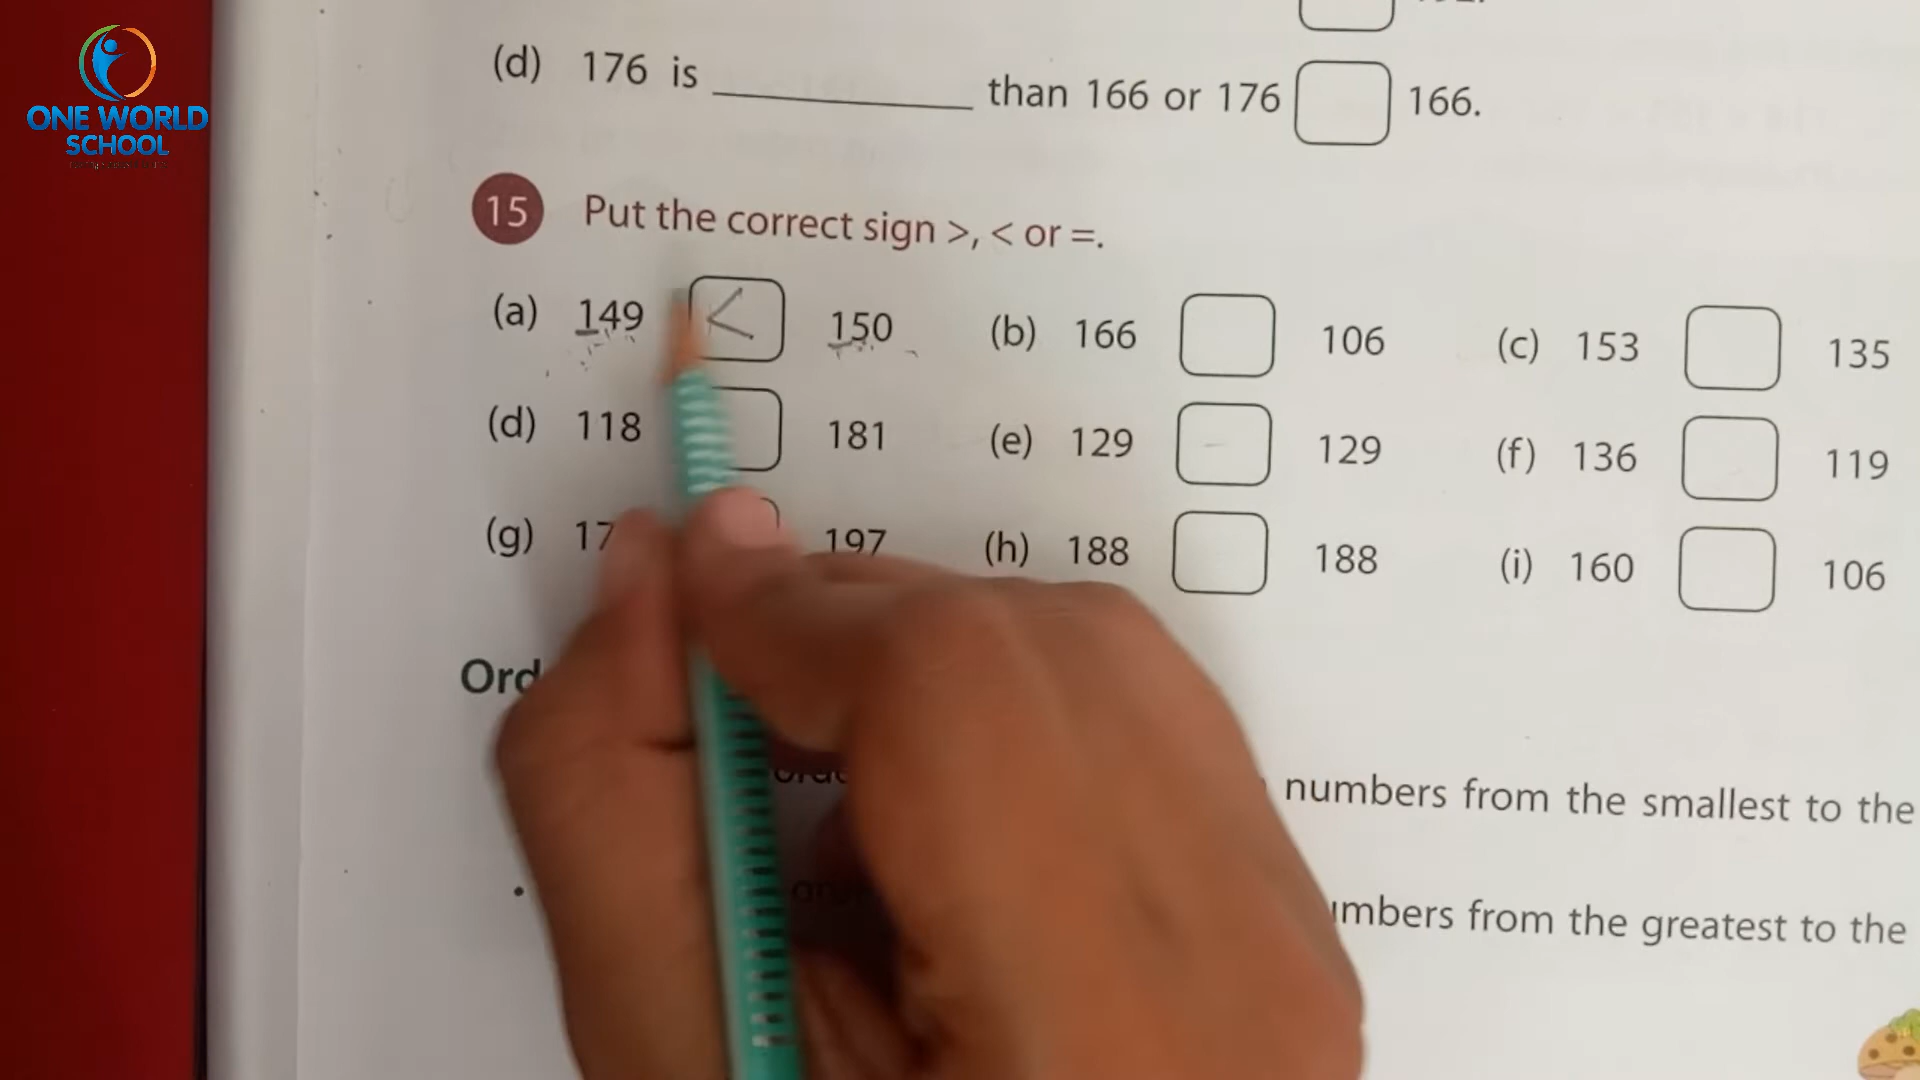 ONE WORLD
SCHOOL
(d) 176 is ____________ than 166 or 176 166.
15 Put the correct sign >, < or =.
(a) 149 < 150 (b) 166 106 (c) 153 135
(d) 118 181 (e) 129 129 (f) 136 119
(g) 197 (h) 188 188 (i) 160 106
numbers from the smallest to the
from the greatest to the